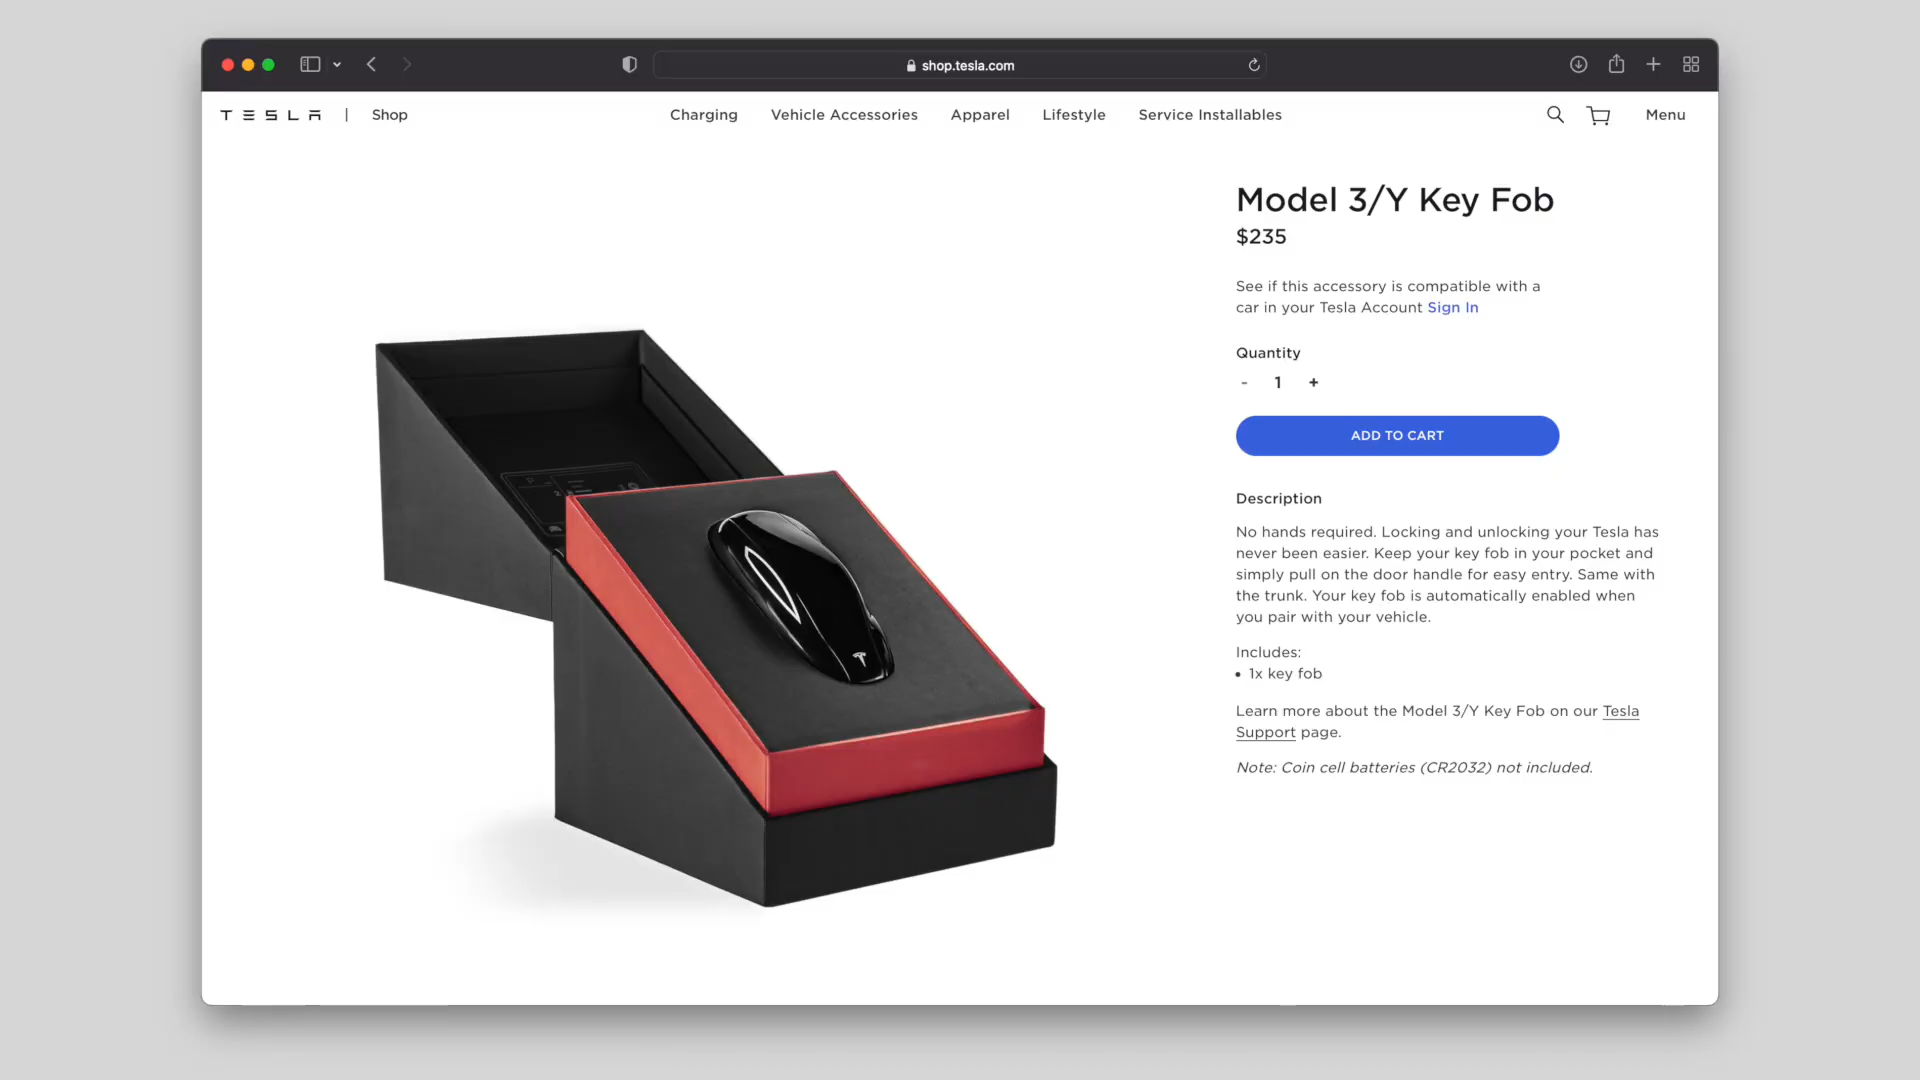 shop.tesla.com
TESLA | Shop
Charging Vehicle Accessories Apparel Lifestyle Service Installables
Menu
Model 3/Y Key Fob
$235
See if this accessory is compatible with a
car in your Tesla Account Sign In
Quantity
- 1 +
ADD TO CART
Description
No hands required. Locking and unlocking your Tesla has
never been easier. Keep your key fob in your pocket and
simply pull on the door handle for easy entry. Same with
the trunk. Your key fob is automatically enabled when
you pair with your vehicle.
Includes:
• 1x key fob
Learn more about the Model 3/Y Key Fob on our Tesla
Support page.
Note: Coin cell batteries (CR2032) not included.